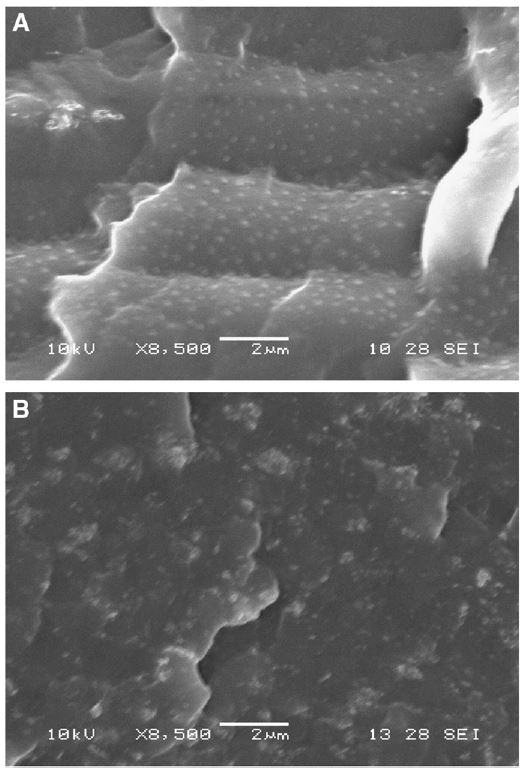 A
10kV X8,500 2μm 10 28 SEI
B
10kV X8,500 2μm 13 28 SEI